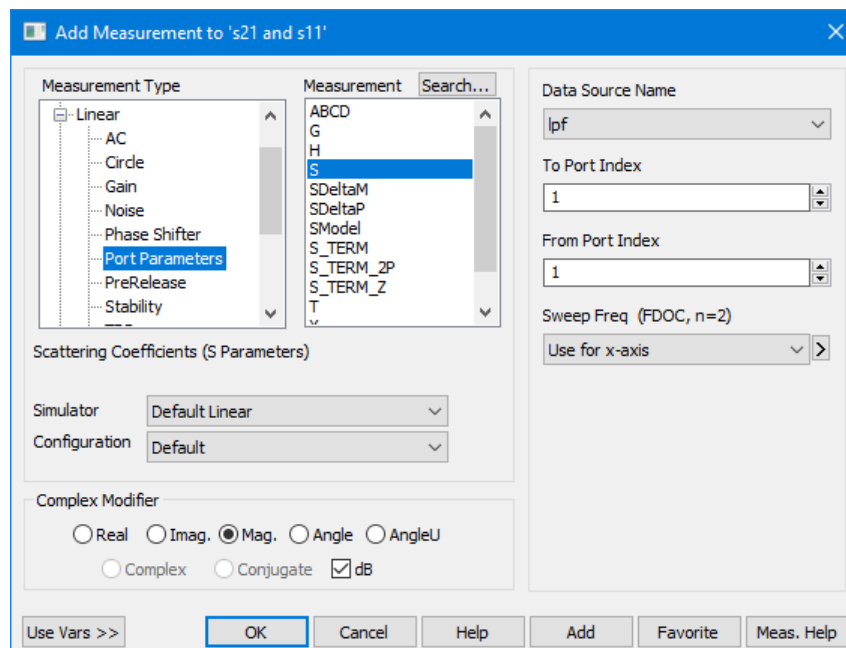 Add Measurement to 's21 and s11'
Measurement Type
Linear
AC
Circle
Gain
Noise
Phase Shifter
Port Parameters
PreRelease
Stability
Measurement
Search...
ABCD
G
H
S
SDeltaM
SDeltaP
SModel
S_TERM
S_TERM_2P
S_TERM_Z
T
Scattering Coefficients (S Parameters)
Simulator
Default Linear
Configuration
Default
Complex Modifier
Real Imag. Mag. Angle AngleU
Complex Conjugate dB
Data Source Name
lpf
To Port Index
1
From Port Index
1
Sweep Freq (FDOC, n=2)
Use for x-axis
>
Use Vars >> OK Cancel Help Add Favorite Meas. Help